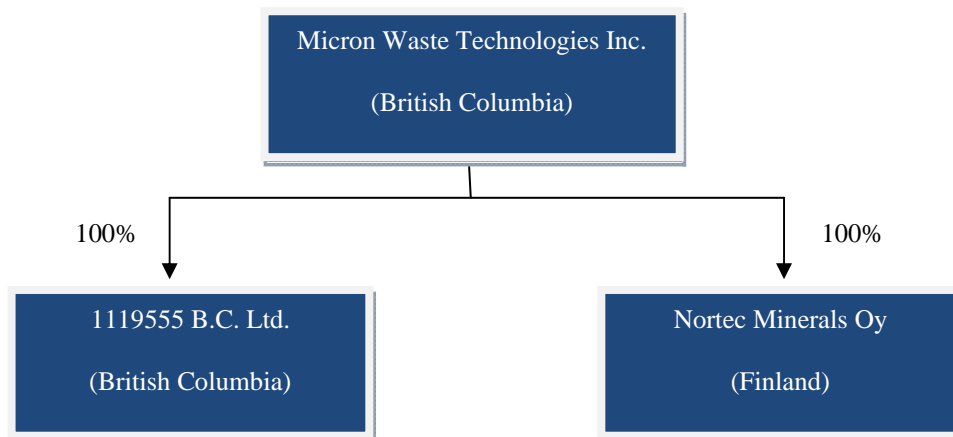 Micron Waste Technologies Inc.
(British Columbia)
100%
100%
1119555 B.C. Ltd.
(British Columbia)
Nortec Minerals Oy
(Finland)